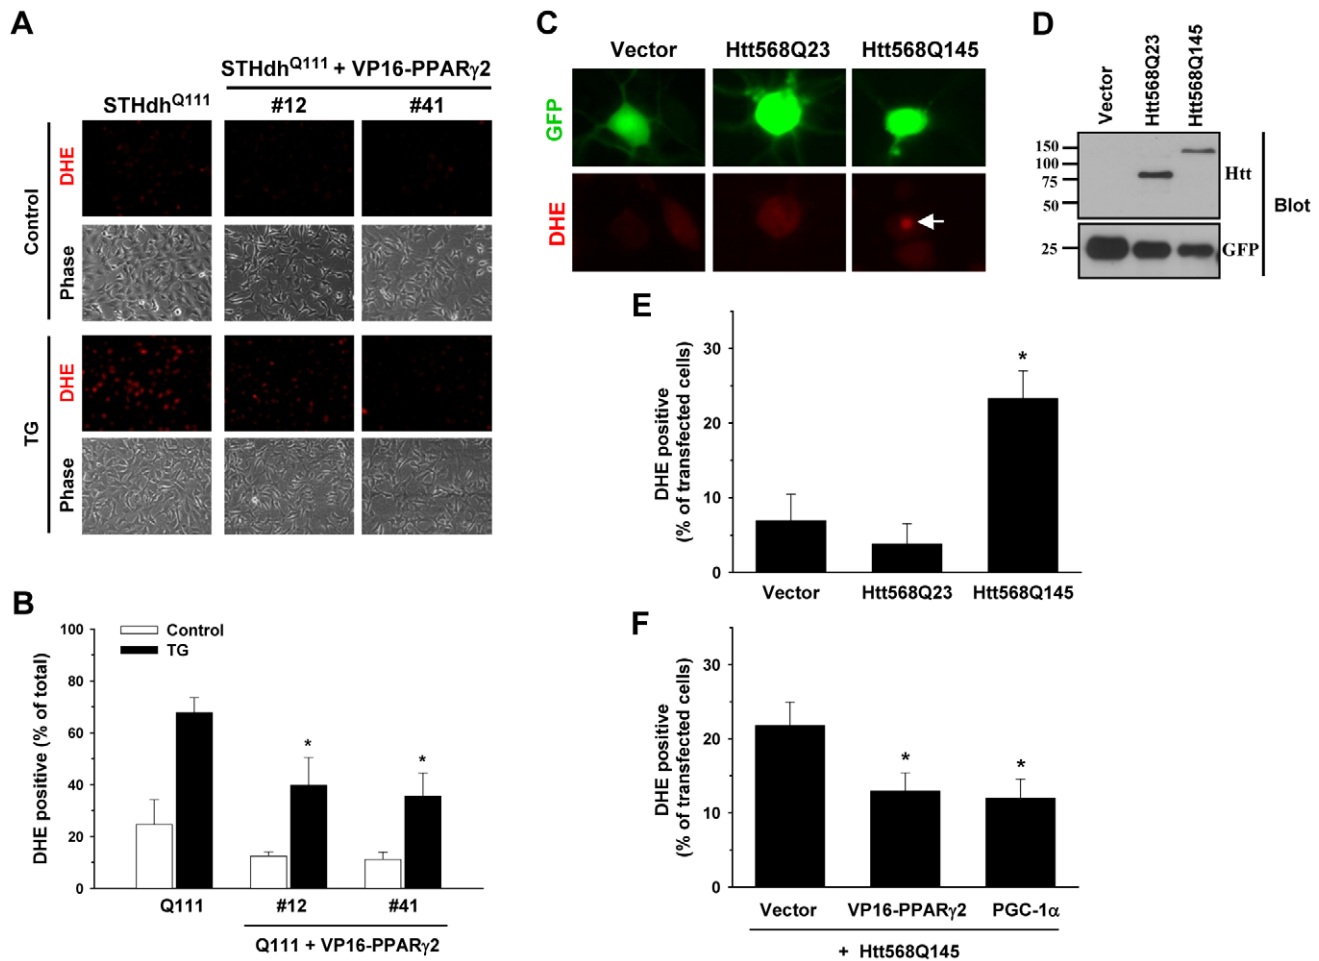 A
STHdhQ111 + VP16-PPARγ2
STHdhQ111
#12
#41
Control
DHE
Phase
TG
DHE
Phase
B
DHE positive (% of total)
100
80
60
40
20
0
Control
TG
*
*
Q111
#12
#41
Q111 + VP16-PPARγ2
C
Vector
Htt568Q23
Htt568Q145
GFP
DHE
D
Vector
Htt568Q23
Htt568Q145
150
100
75
50
25
Htt
GFP
Blot
E
DHE positive
(% of transfected cells)
30
20
10
0
*
Vector
Htt568Q23
Htt568Q145
F
DHE positive
(% of transfected cells)
30
20
10
0
*
*
Vector
VP16-PPARγ2
PGC-1α
+ Htt568Q145